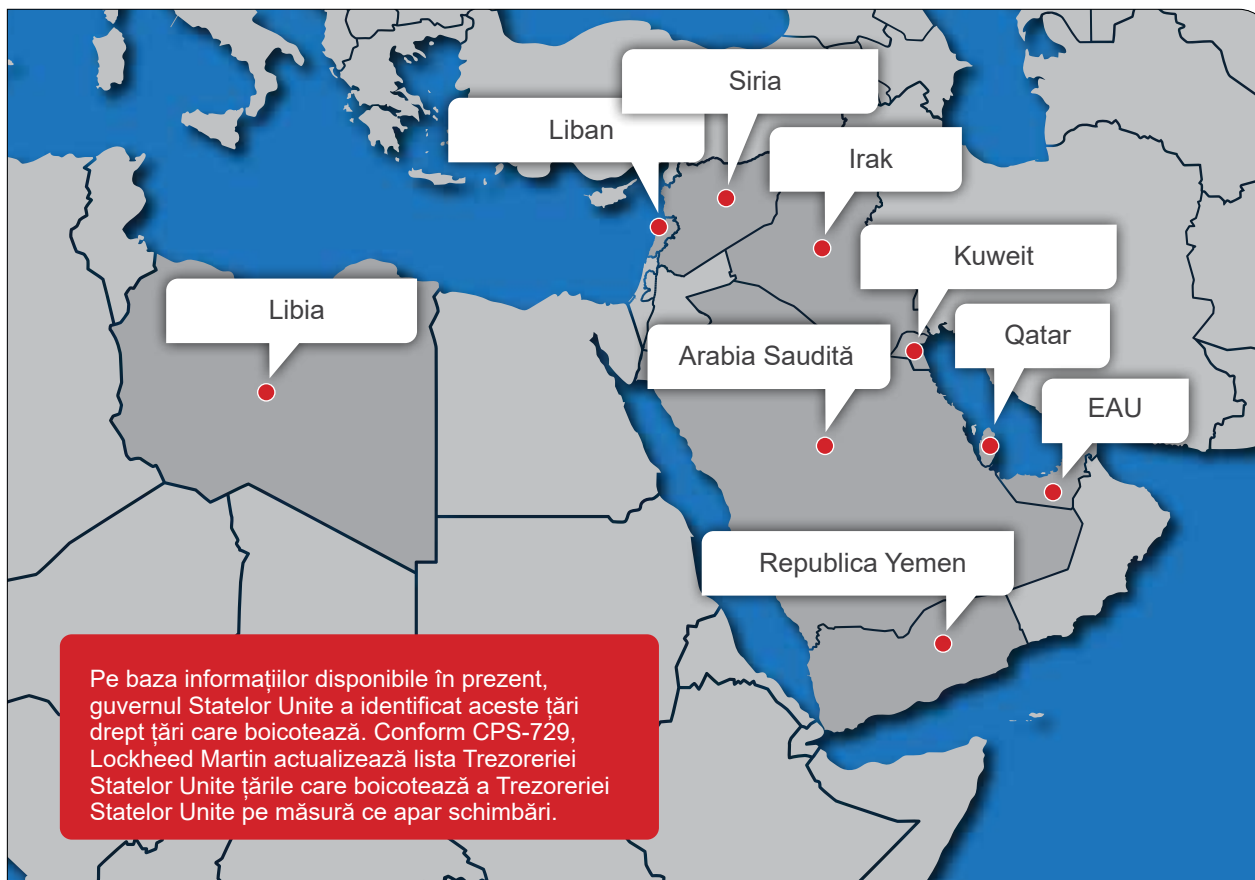 Siria
Liban
Irak
Kuweit
Libia
Qatar
Arabia Saudită
EAU
Republica Yemen
Pe baza informațiilor disponibile în prezent,
guvernul Statelor Unite a identificat aceste țări
drept țări care boicotează. Conform CPS-729,
Lockheed Martin actualizează lista Trezoreriei
Statelor Unite țările care boicotează a Trezoreriei
Statelor Unite pe măsură ce apar schimbări.